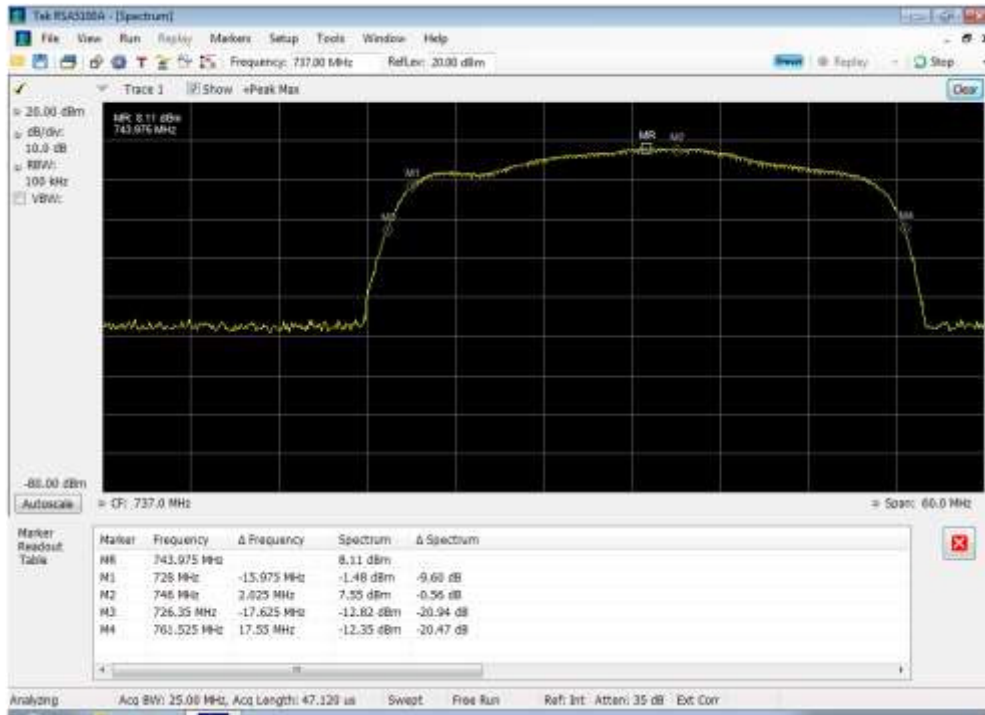 Tek RSA5100A - [Spectrum]
File View Run Replay Markers Setup Tools Window Help
Frequency: 737.00 MHz RefLev: 20.00 dBm Preset Replay Stop
Trace 1 Show +Peak Max Clear
20.00 dBm
dB/div:
10.0 dB
RBW:
100 kHz
VBW:
MR: 8.11 dBm
743.975 MHz
MR M2
M1
M3 M4
-80.00 dBm
Autoscale CF: 737.0 MHz Span: 60.0 MHz
Marker Readout Table
Marker Frequency Δ Frequency Spectrum Δ Spectrum
MR 743.975 MHz 8.11 dBm
M1 728 MHz -15.975 MHz -1.48 dBm -9.60 dB
M2 746 MHz 2.025 MHz 7.55 dBm -0.56 dB
M3 726.35 MHz -17.625 MHz -12.82 dBm -20.94 dB
M4 761.525 MHz 17.55 MHz -12.35 dBm -20.47 dB
Analyzing Acq BW: 25.00 MHz, Acq Length: 47.120 us Swept Free Run Ref: Int Atten: 35 dB Ext Corr